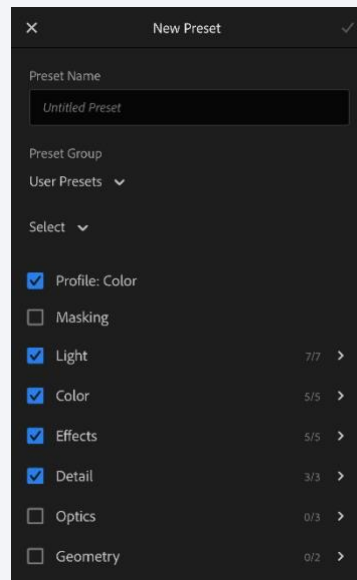 New Preset
Preset Name
Untitled Preset
Preset Group
User Presets
Select
Profile: Color
Masking
Light 7/7
Color 5/5
Effects 5/5
Detail 3/3
Optics 0/3
Geometry 0/2